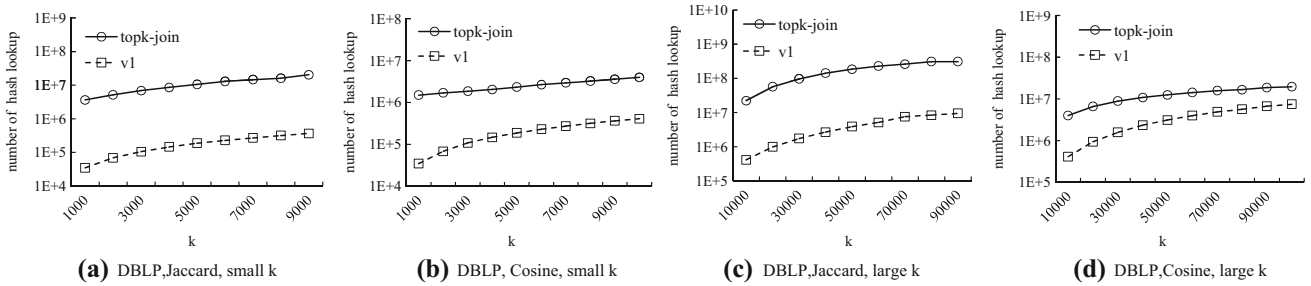 number of hash lookup
1E+9
1E+8
1E+7
1E+6
1E+5
1E+4
topk-join
v1
1000
3000
5000
7000
9000
k
(a) DBLP,Jaccard, small k
number of hash lookup
1E+8
1E+7
1E+6
1E+5
1E+4
topk-join
v1
1000
3000
5000
7000
9000
k
(b) DBLP, Cosine, small k
number of hash lookup
1E+10
1E+9
1E+8
1E+7
1E+6
1E+5
topk-join
v1
10000
30000
50000
70000
90000
k
(c) DBLP,Jaccard, large k
number of hash lookup
1E+9
1E+8
1E+7
1E+6
1E+5
topk-join
v1
10000
30000
50000
70000
90000
k
(d) DBLP,Cosine, large k